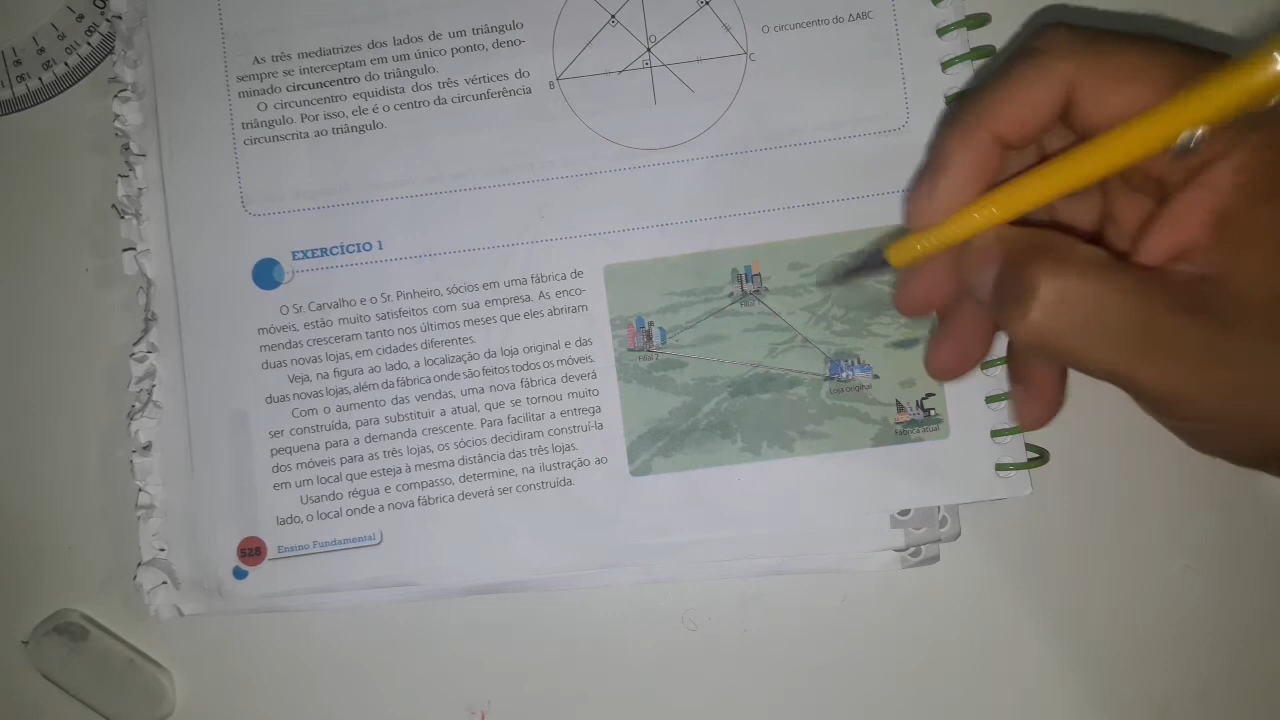 As três mediatrizes dos lados de um triângulo
sempre se interceptam em um único ponto, deno-
minado circuncentro do triângulo.
O circuncentro equidista dos três vértices do
triângulo. Por isso, ele é o centro da circunferência
circunscrita ao triângulo.
O
B
C
O circuncentro do ΔABC
EXERCÍCIO 1
O Sr. Carvalho e o Sr. Pinheiro, sócios em uma fábrica de
móveis, estão muito satisfeitos com sua empresa. As enco-
mendas cresceram tanto nos últimos meses que eles abriram
duas novas lojas, em cidades diferentes.
Veja, na figura ao lado, a localização da loja original e das
duas novas lojas, além da fábrica onde são feitos todos os móveis.
Com o aumento das vendas, uma nova fábrica deverá
ser construída, para substituir a atual, que se tornou muito
pequena para a demanda crescente. Para facilitar a entrega
dos móveis para as três lojas, os sócios decidiram construí-la
em um local que esteja à mesma distância das três lojas.
Usando régua e compasso, determine, na ilustração ao
lado, o local onde a nova fábrica deverá ser construída.
Filial
Filial 2
Loja original
Fábrica atual
528
Ensino Fundamental